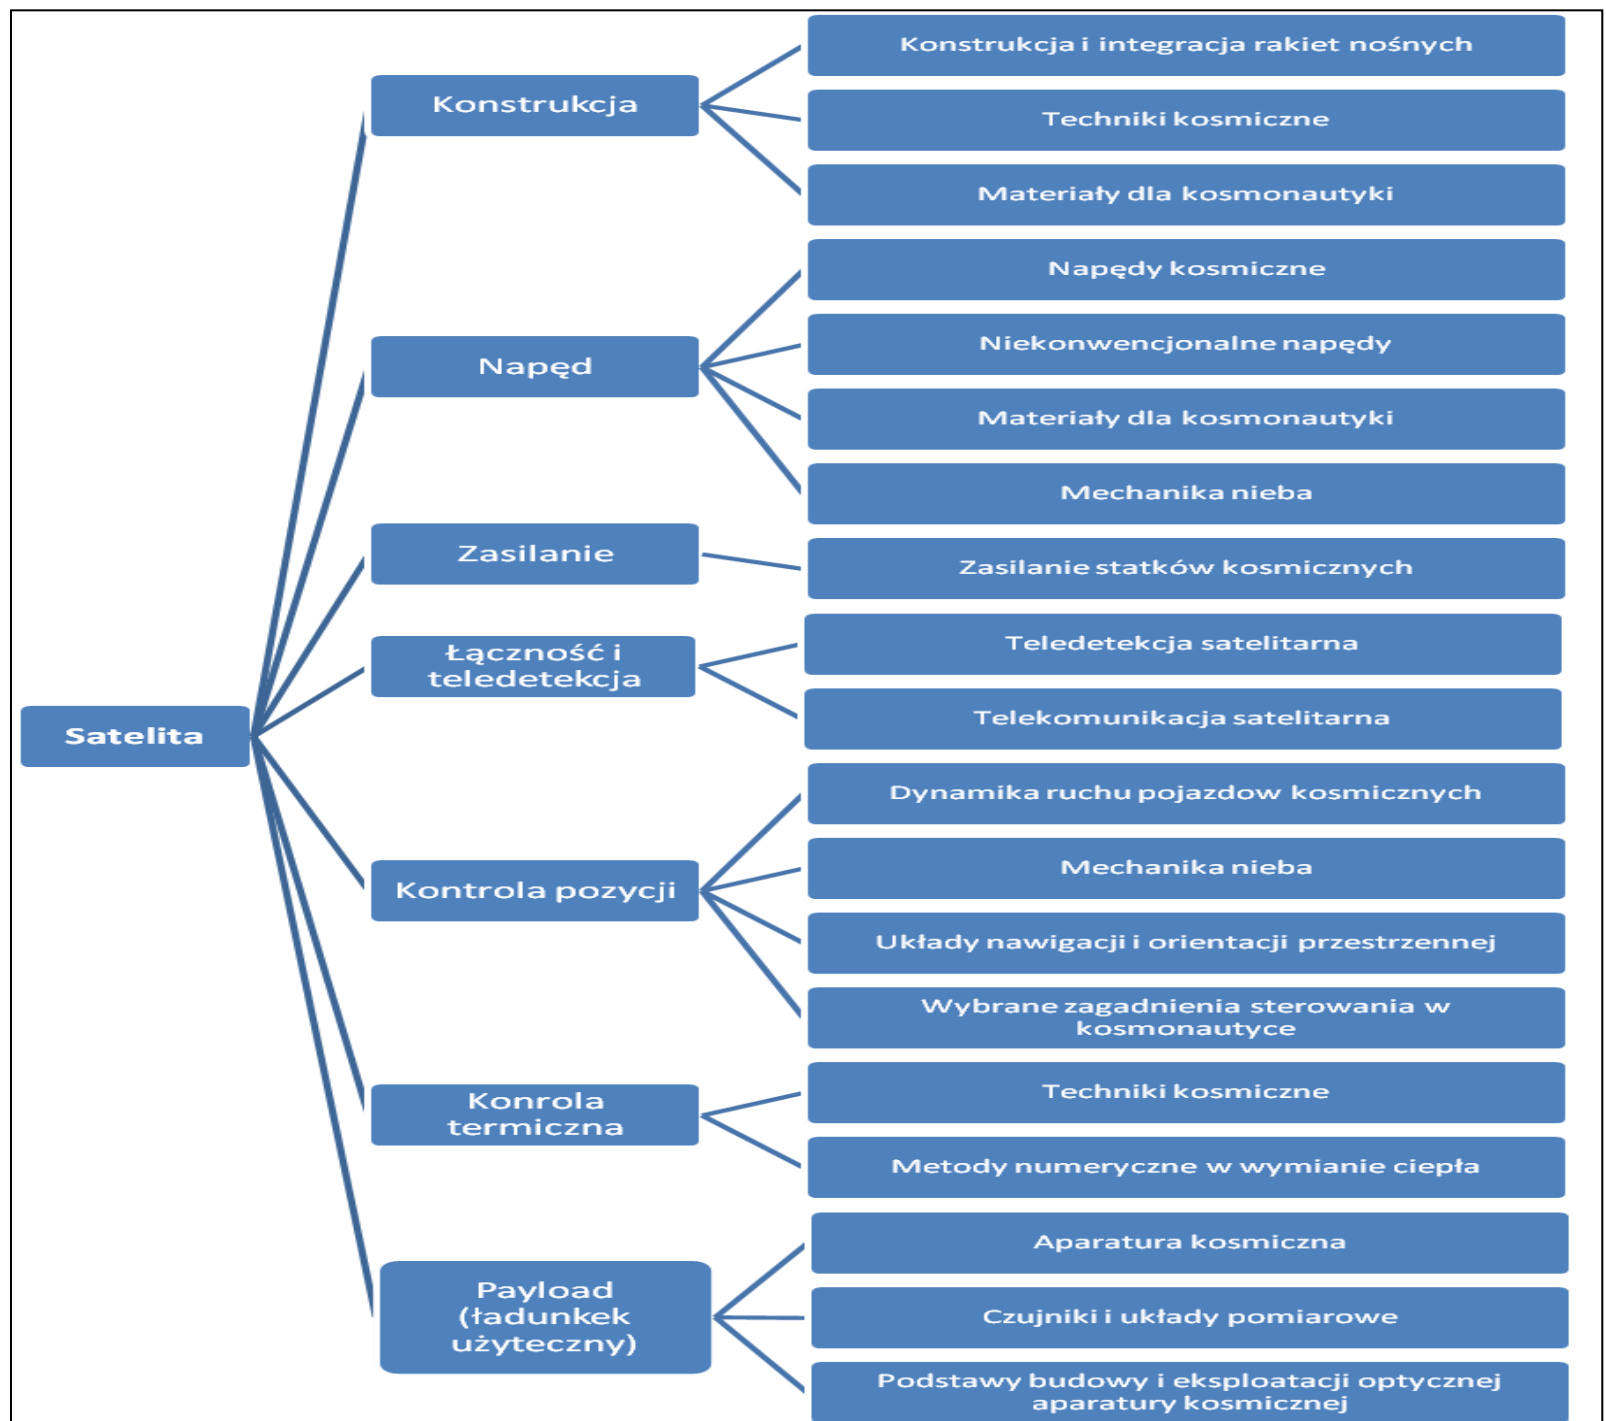 Satelita
Konstrukcja
Konstrukcja i integracja rakiet nośnych
Techniki kosmiczne
Materiały dla kosmonautyki
Napęd
Napędy kosmiczne
Niekonwencjonalne napędy
Materiały dla kosmonautyki
Mechanika nieba
Zasilanie
Zasilanie statków kosmicznych
Łączność i
teledetekcja
Teledetekcja satelitarna
Telekomunikacja satelitarna
Kontrola pozycji
Dynamika ruchu pojazdow kosmicznych
Mechanika nieba
Układy nawigacji i orientacji przestrzennej
Wybrane zagadnienia sterowania w
kosmonautyce
Konrola
termiczna
Techniki kosmiczne
Metody numeryczne w wymianie ciepła
Payload
(ładunkek
użyteczny)
Aparatura kosmiczna
Czujniki i układy pomiarowe
Podstawy budowy i eksploatacji optycznej
aparatury kosmicznej